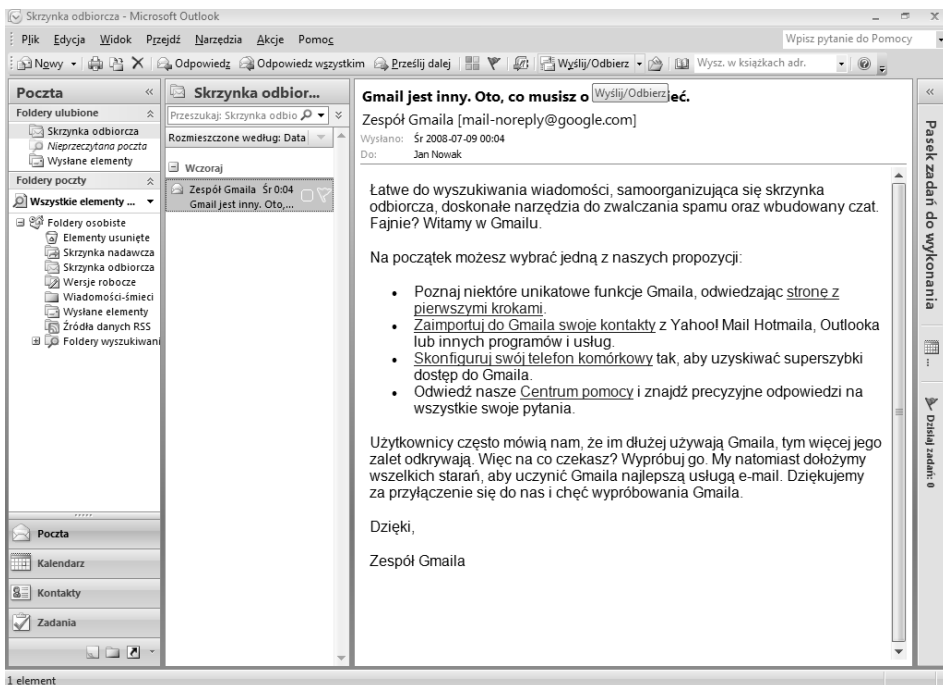 Skrzynka odbiorcza - Microsoft Outlook
Plik Edycja Widok Przejdź Narzędzia Akcje Pomoc
Wpisz pytanie do Pomocy
Nowy Odpowiedz Odpowiedz wszystkim Prześlij dalej Wyślij/Odbierz Wysz. w książkach adr.
Poczta
Foldery ulubione
Skrzynka odbiorcza
Nieprzeczytana poczta
Wysłane elementy
Foldery poczty
Wszystkie elementy ...
Foldery osobiste
Elementy usunięte
Skrzynka nadawcza
Skrzynka odbiorcza
Wersje robocze
Wiadomości-śmieci
Wysłane elementy
Źródła danych RSS
Foldery wyszukiwani
Poczta
Kalendarz
Kontakty
Zadania
Skrzynka odbior...
Przeszukaj: Skrzynka odbio
Rozmieszczone według: Data
Wczoraj
Zespół Gmaila Śr 0:04
Gmail jest inny. Oto,...
Gmail jest inny. Oto, co musisz o ieć.
Wyślij/Odbierz
Zespół Gmaila [mail-noreply@google.com]
Wysłano: Śr 2008-07-09 00:04
Do: Jan Nowak
Łatwe do wyszukiwania wiadomości, samoorganizująca się skrzynka
odbiorcza, doskonałe narzędzia do zwalczania spamu oraz wbudowany czat.
Fajnie? Witamy w Gmailu.
Na początek możesz wybrać jedną z naszych propozycji:
• Poznaj niektóre unikatowe funkcje Gmaila, odwiedzając stronę z
pierwszymi krokami.
• Zaimportuj do Gmaila swoje kontakty z Yahoo! Mail Hotmaila, Outlooka
lub innych programów i usług.
• Skonfiguruj swój telefon komórkowy tak, aby uzyskiwać superszybki
dostęp do Gmaila.
• Odwiedź nasze Centrum pomocy i znajdź precyzyjne odpowiedzi na
wszystkie swoje pytania.
Użytkownicy często mówią nam, że im dłużej używają Gmaila, tym więcej jego
zalet odkrywają. Więc na co czekasz? Wypróbuj go. My natomiast dołożymy
wszelkich starań, aby uczynić Gmaila najlepszą usługą e-mail. Dziękujemy
za przyłączenie się do nas i chęć wypróbowania Gmaila.
Dzięki,
Zespół Gmaila
Pasek zadań do wykonania
...
Dzisiaj zadań: 0
1 element